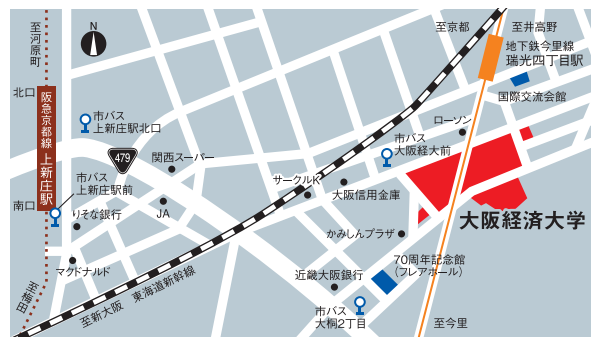 至河原町
N
至京都
至井高野
地下鉄今里線
瑞光四丁目駅
北口
阪急京都線 上新庄駅
市バス
上新庄駅北口
国際交流会館
ローソン
市バス
大阪経大前
479
関西スーパー
市バス
上新庄駅前
サークルK
大阪信用金庫
南口
りそな銀行
JA
大阪経済大学
かみしんプラザ
マクドナルド
70周年記念館
(フレアホール)
近畿大阪銀行
至梅田
至新大阪
東海道新幹線
市バス
大桐2丁目
至今里